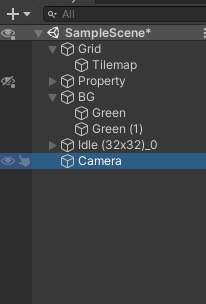 All
SampleScene*
Grid
Tilemap
Property
BG
Green
Green (1)
Idle (32x32)_0
Camera